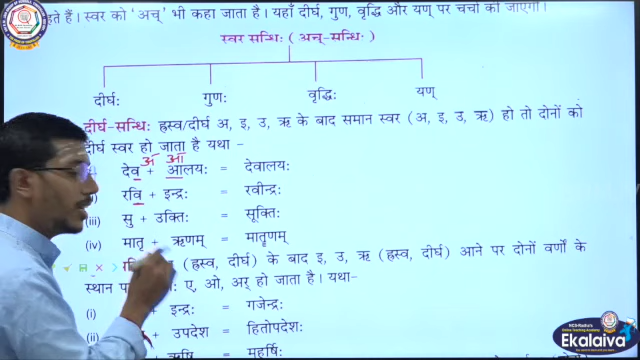 हते हैं। स्वर को ‘अच्’ भी कहा जाता है। यहाँ दीर्घ, गुण, वृद्धि और यण् पर चर्चा की जाएगी।
स्वर सन्धिः ( अच्-सन्धिः )
दीर्घः गुणः वृद्धिः यण्
दीर्घ-सन्धिः ह्रस्व/दीर्घ अ, इ, उ, ऋ के बाद समान स्वर (अ, इ, उ, ऋ) हो तो दोनों को
दीर्घ स्वर हो जाता है यथा -
अ आ
देव + आलयः = देवालयः
रवि + इन्द्रः = रवीन्द्रः
(iii) सु + उक्तिः = सूक्तिः
(iv) मातृ + ऋणम् = मातॄणम्
(ह्रस्व, दीर्घ) के बाद इ, उ, ऋ (ह्रस्व, दीर्घ) आने पर दोनों वर्णों के
स्थान ए, ओ, अर् हो जाता है। यथा-
(i) + इन्द्रः = गजेन्द्रः
(ii) + उपदेश = हितोपदेशः
ऋषि = महर्षिः
Ekalaiva